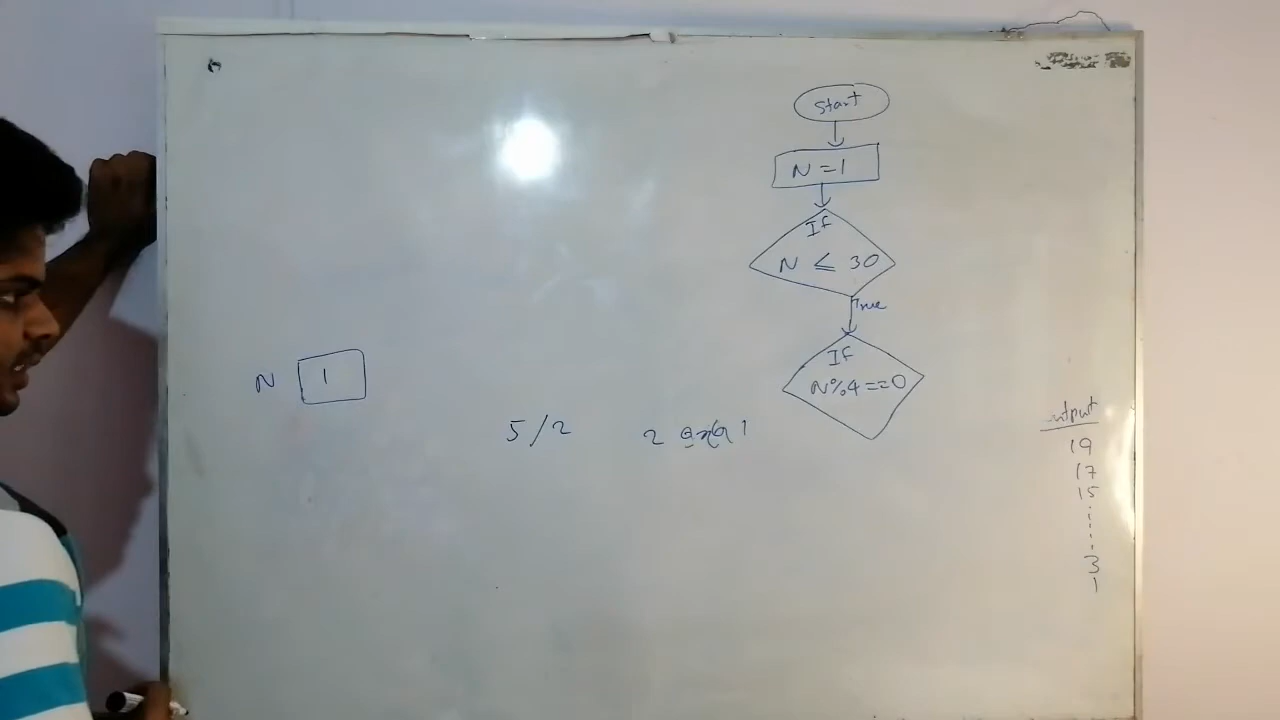 Start
N = 1
If
N ≤ 30
True
If
N%4==0
N 1
5/2 2
output
19
17
15
3
1